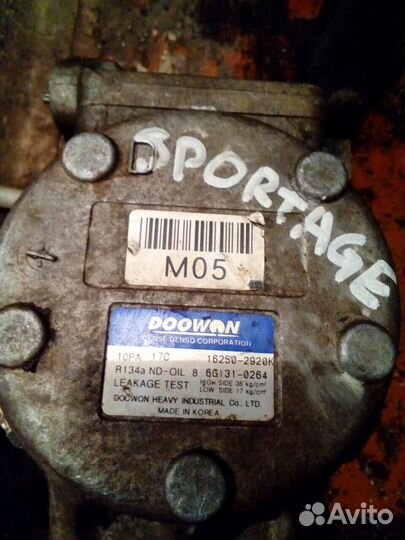 SPORTAGE
M05
DOOWON
LICENSE DENSO CORPORATION
10PA 17C 16250-2920K
R134a ND-OIL 8 6G131-0264
LEAKAGE TEST HIGH SIDE 36 kg/cm²
LOW SIDE 17 kg/cm²
DOOWON HEAVY INDUSTRIAL Co. LTD.
MADE IN KOREA
Avito